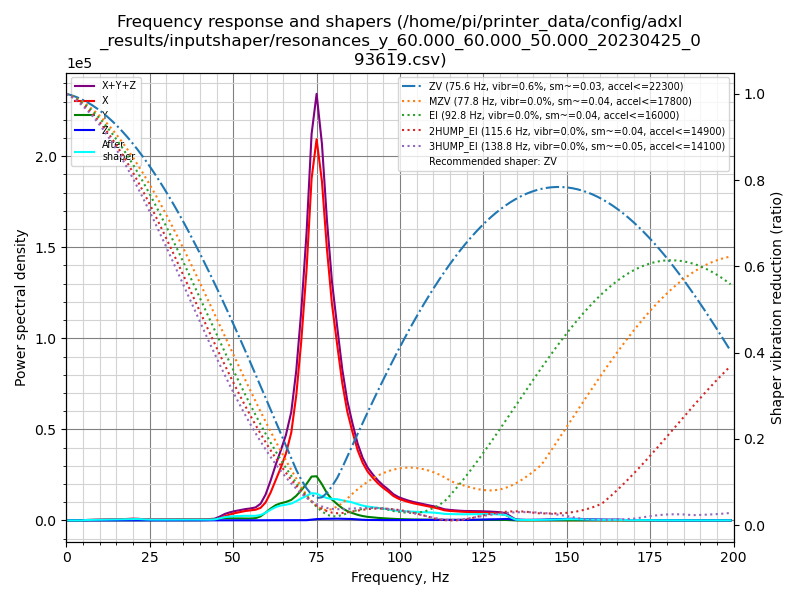 Frequency response and shapers (/home/pi/printer_data/config/adxl
_results/inputshaper/resonances_y_60.000_60.000_50.000_20230425_0
93619.csv)
1e5
X+Y+Z
X
Y
Z
After
shaper
ZV (75.6 Hz, vibr=0.6%, sm~=0.03, accel<=22300)
MZV (77.8 Hz, vibr=0.0%, sm~=0.04, accel<=17800)
EI (92.8 Hz, vibr=0.0%, sm~=0.04, accel<=16000)
2HUMP_EI (115.6 Hz, vibr=0.0%, sm~=0.04, accel<=14900)
3HUMP_EI (138.8 Hz, vibr=0.0%, sm~=0.05, accel<=14100)
Recommended shaper: ZV
Power spectral density
2.0
1.5
1.0
0.5
0.0
1.0
0.8
0.6
0.4
0.2
0.0
Shaper vibration reduction (ratio)
0 25 50 75 100 125 150 175 200
Frequency, Hz